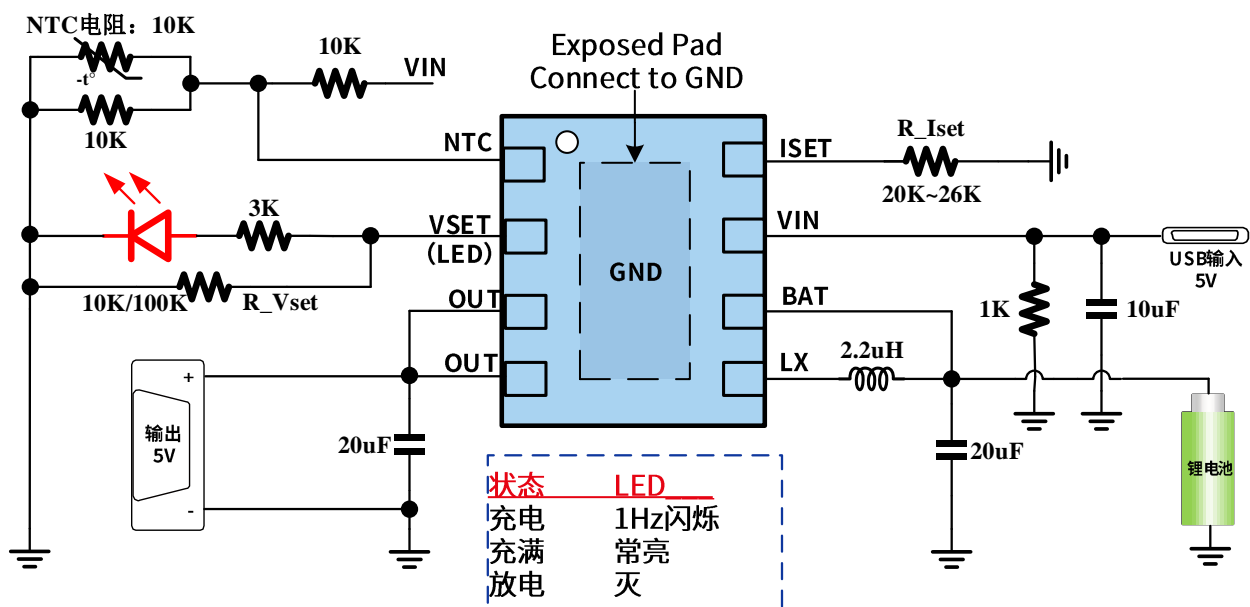 NTC电阻：10K
-t°
10K
10K
VIN
Exposed Pad
Connect to GND
NTC
ISET
R_Iset
20K~26K
3K
VSET
(LED)
VIN
USB输入
5V
10K/100K
R_Vset
OUT
GND
BAT
1K
10uF
OUT
LX
2.2uH
+
输出
5V
-
20uF
20uF
锂电池
状态 LED___
充电 1Hz闪烁
充满 常亮
放电 灭